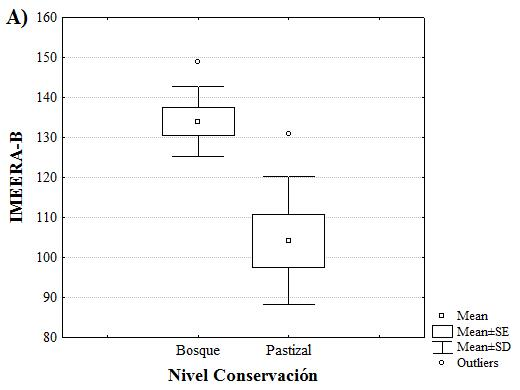 A)
160
150
140
130
120
110
100
90
80
IMEERA-B
Bosque Pastizal
Nivel Conservación
Mean
Mean±SE
Mean±SD
Outliers